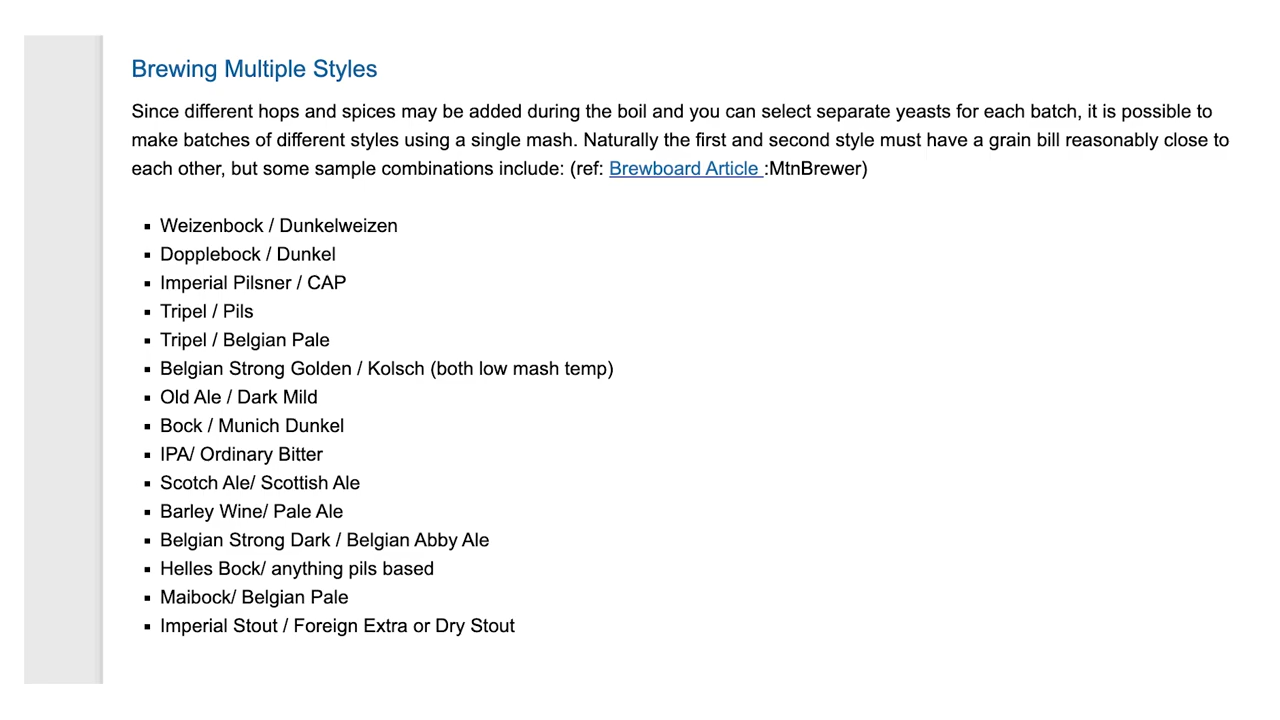 Brewing Multiple Styles
Since different hops and spices may be added during the boil and you can select separate yeasts for each batch, it is possible to
make batches of different styles using a single mash. Naturally the first and second style must have a grain bill reasonably close to
each other, but some sample combinations include: (ref: Brewboard Article :MtnBrewer)
▪ Weizenbock / Dunkelweizen
▪ Dopplebock / Dunkel
▪ Imperial Pilsner / CAP
▪ Tripel / Pils
▪ Tripel / Belgian Pale
▪ Belgian Strong Golden / Kolsch (both low mash temp)
▪ Old Ale / Dark Mild
▪ Bock / Munich Dunkel
▪ IPA/ Ordinary Bitter
▪ Scotch Ale/ Scottish Ale
▪ Barley Wine/ Pale Ale
▪ Belgian Strong Dark / Belgian Abby Ale
▪ Helles Bock/ anything pils based
▪ Maibock/ Belgian Pale
▪ Imperial Stout / Foreign Extra or Dry Stout